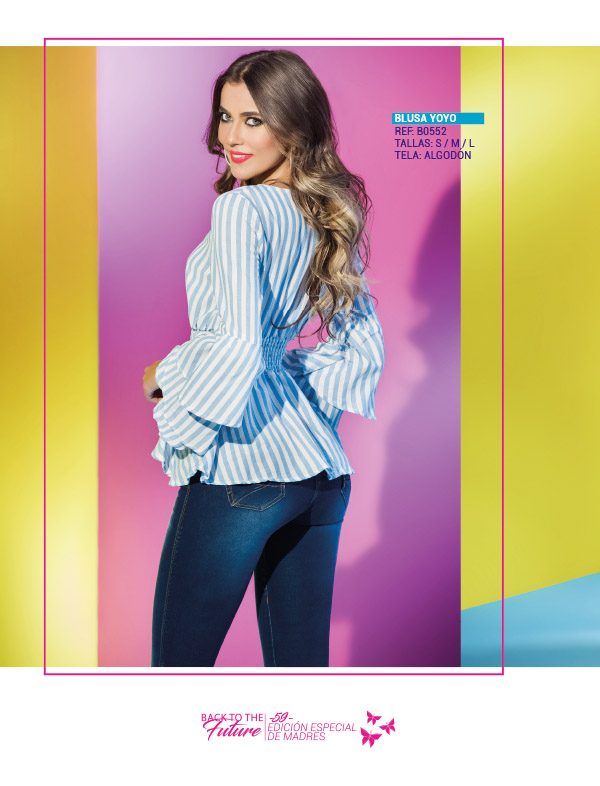 BLUSA YOYO
REF: B0552
TALLAS: S / M / L
TELA: ALGODÓN
BACK TO THE
Future
-59-
EDICIÓN ESPECIAL
DE MADRES